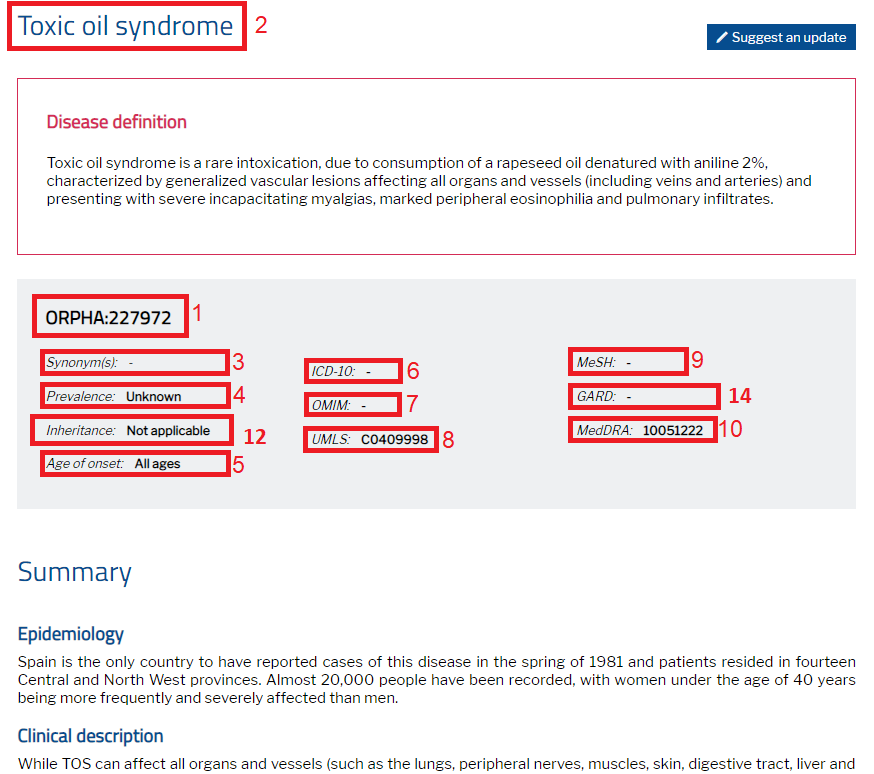 Toxic oil syndrome 2
Suggest an update
Disease definition
Toxic oil syndrome is a rare intoxication, due to consumption of a rapeseed oil denatured with aniline 2%,
characterized by generalized vascular lesions affecting all organs and vessels (including veins and arteries) and
presenting with severe incapacitating myalgias, marked peripheral eosinophilia and pulmonary infiltrates.
ORPHA:227972 1
Synonym(s): - 3
Prevalence: Unknown 4
Inheritance: Not applicable 12
Age of onset: All ages 5
ICD-10: - 6
OMIM: - 7
UMLS: C0409998 8
MeSH: - 9
GARD: - 14
MedDRA: 10051222 10
Summary
Epidemiology
Spain is the only country to have reported cases of this disease in the spring of 1981 and patients resided in fourteen
Central and North West provinces. Almost 20,000 people have been recorded, with women under the age of 40 years
being more frequently and severely affected than men.
Clinical description
While TOS can affect all organs and vessels (such as the lungs, peripheral nerves, muscles, skin, digestive tract, liver and